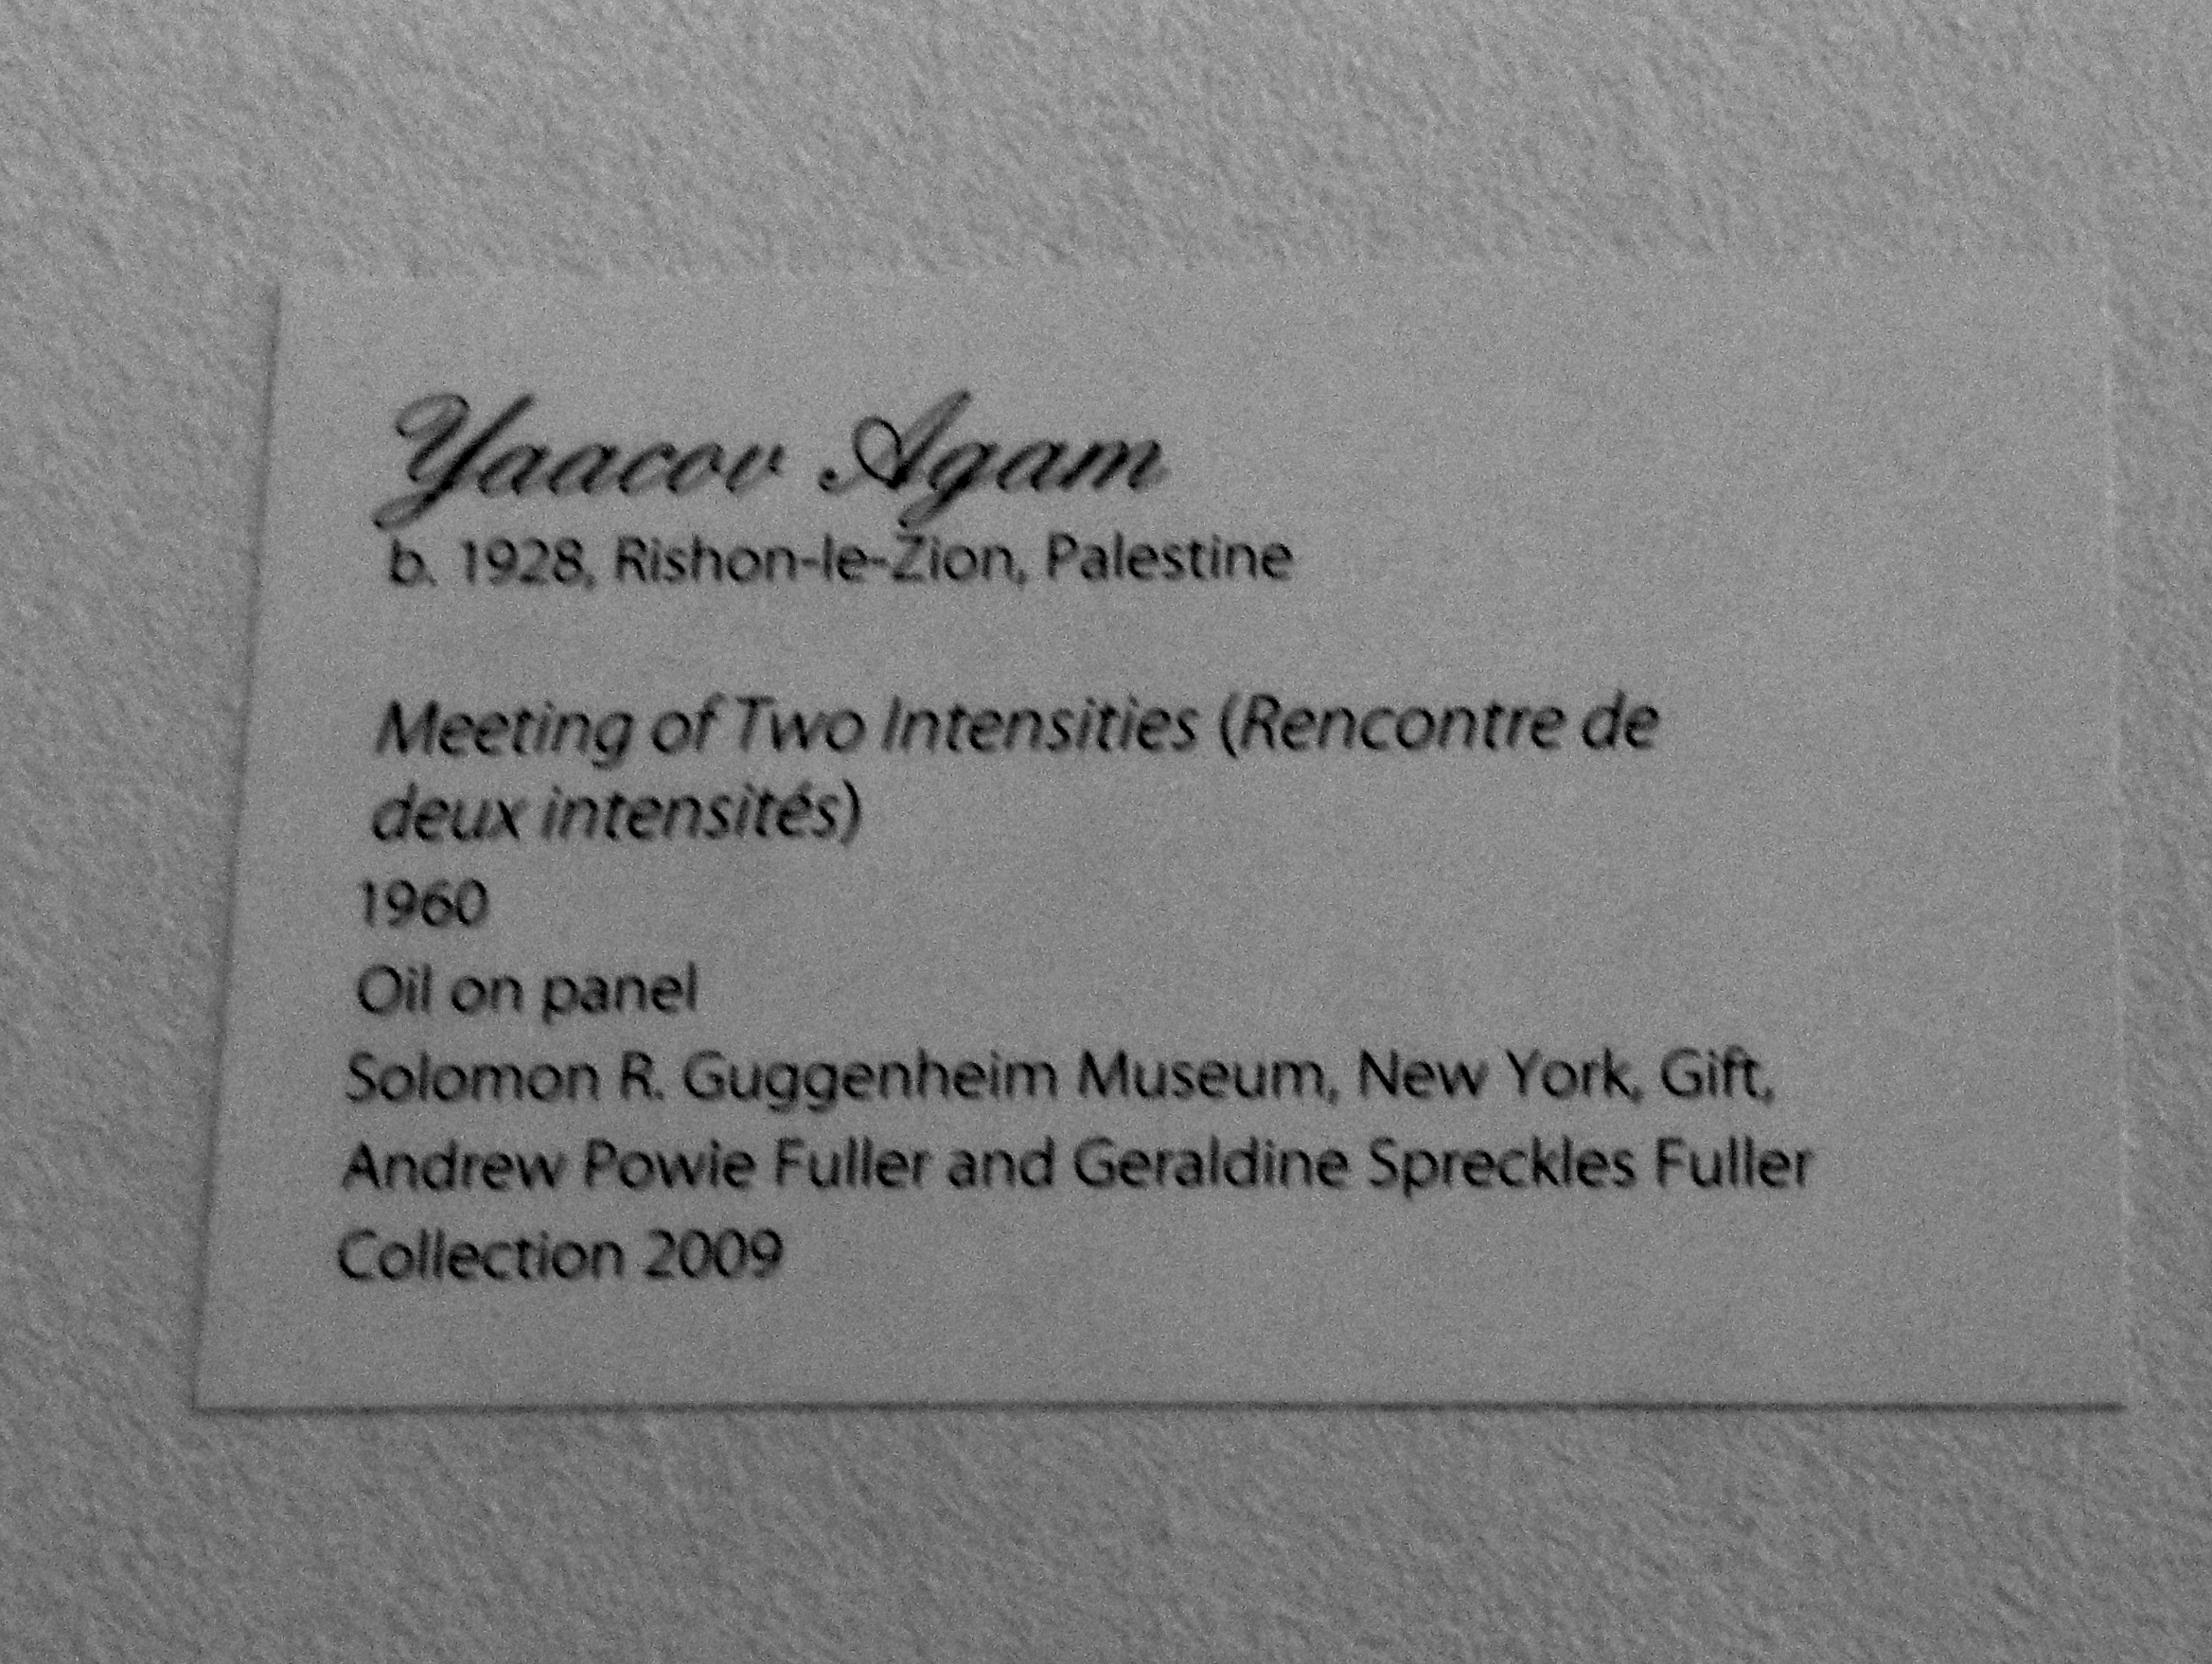 Yaacov Agam
b. 1928, Rishon-le-Zion, Palestine
Meeting of Two Intensities (Rencontre de
deux intensités)
1960
Oil on panel
Solomon R. Guggenheim Museum, New York, Gift,
Andrew Powie Fuller and Geraldine Spreckles Fuller
Collection 2009